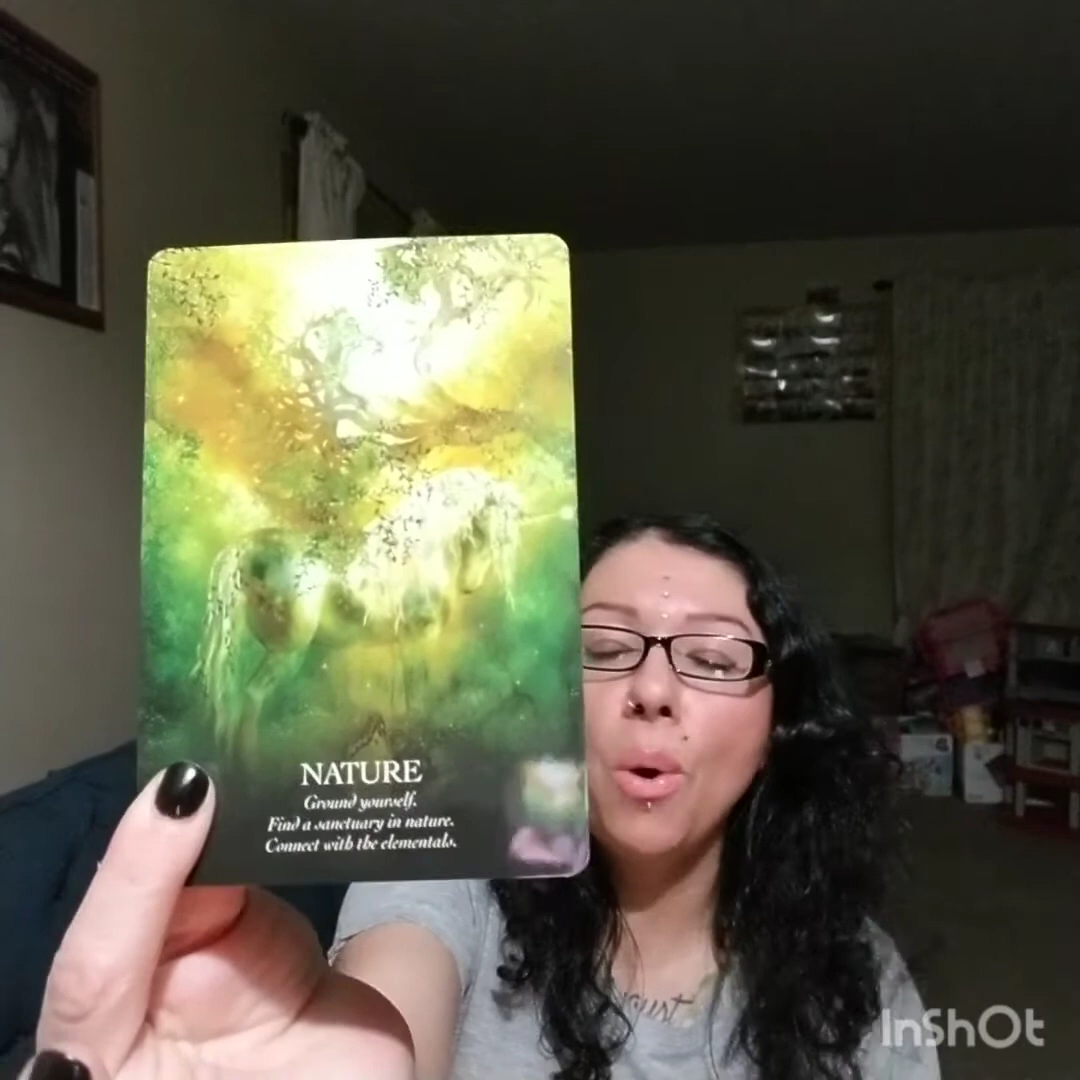 NATURE
Ground yourself.
Find a sanctuary in nature.
Connect with the elementals.
InShOt